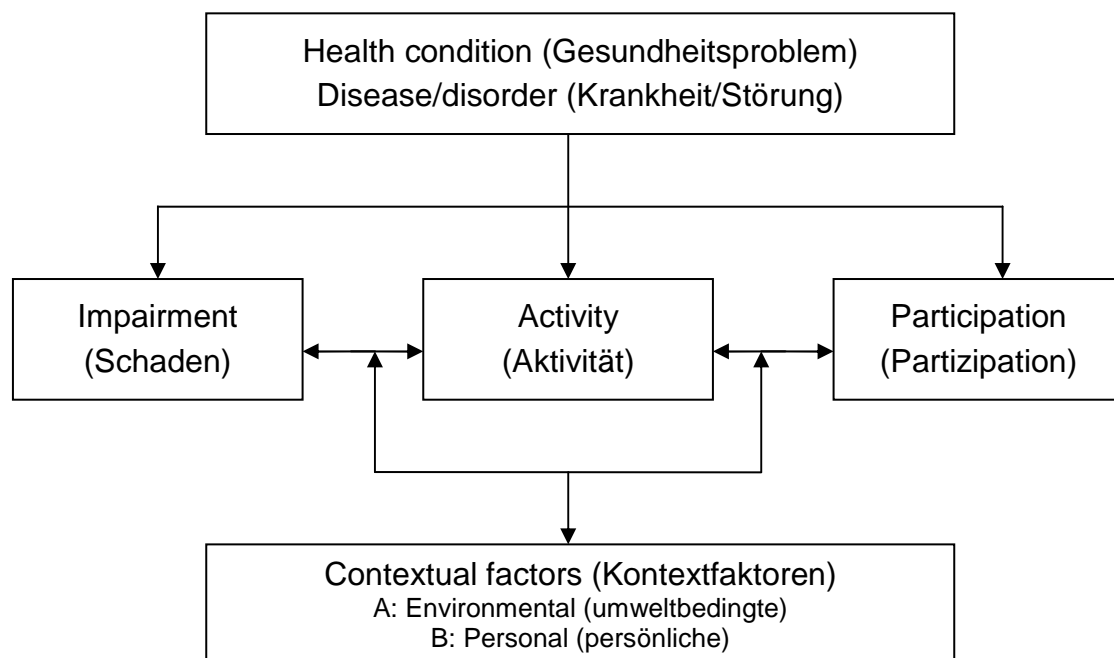 Health condition (Gesundheitsproblem)
Disease/disorder (Krankheit/Störung)
Impairment
(Schaden)
Activity
(Aktivität)
Participation
(Partizipation)
Contextual factors (Kontextfaktoren)
A: Environmental (umweltbedingte)
B: Personal (persönliche)